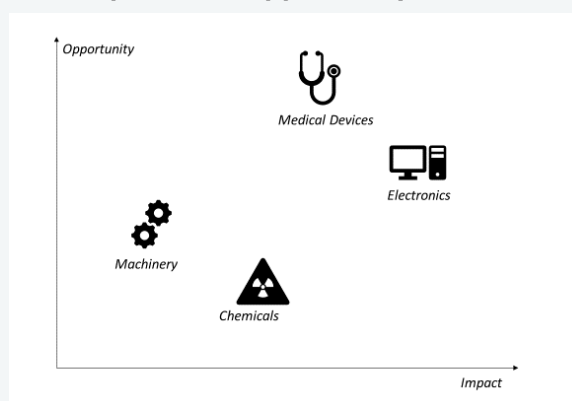 Opportunity
Medical Devices
Electronics
Machinery
Chemicals
Impact